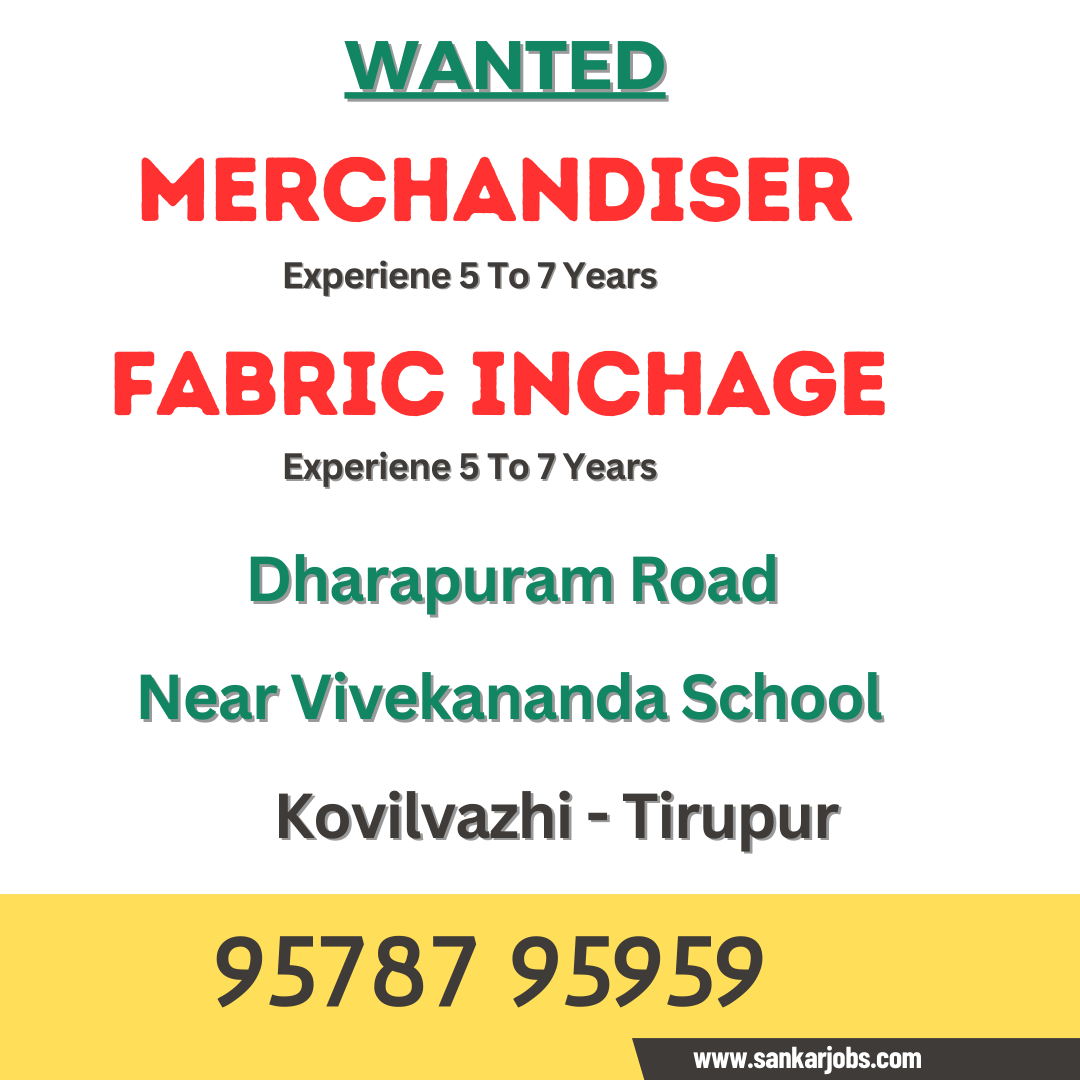 WANTED
MERCHANDISER
Experiene 5 To 7 Years
FABRIC INCHAGE
Experiene 5 To 7 Years
Dharapuram Road
Near Vivekananda School
Kovilvazhi - Tirupur
95787 95959
www.sankarjobs.com